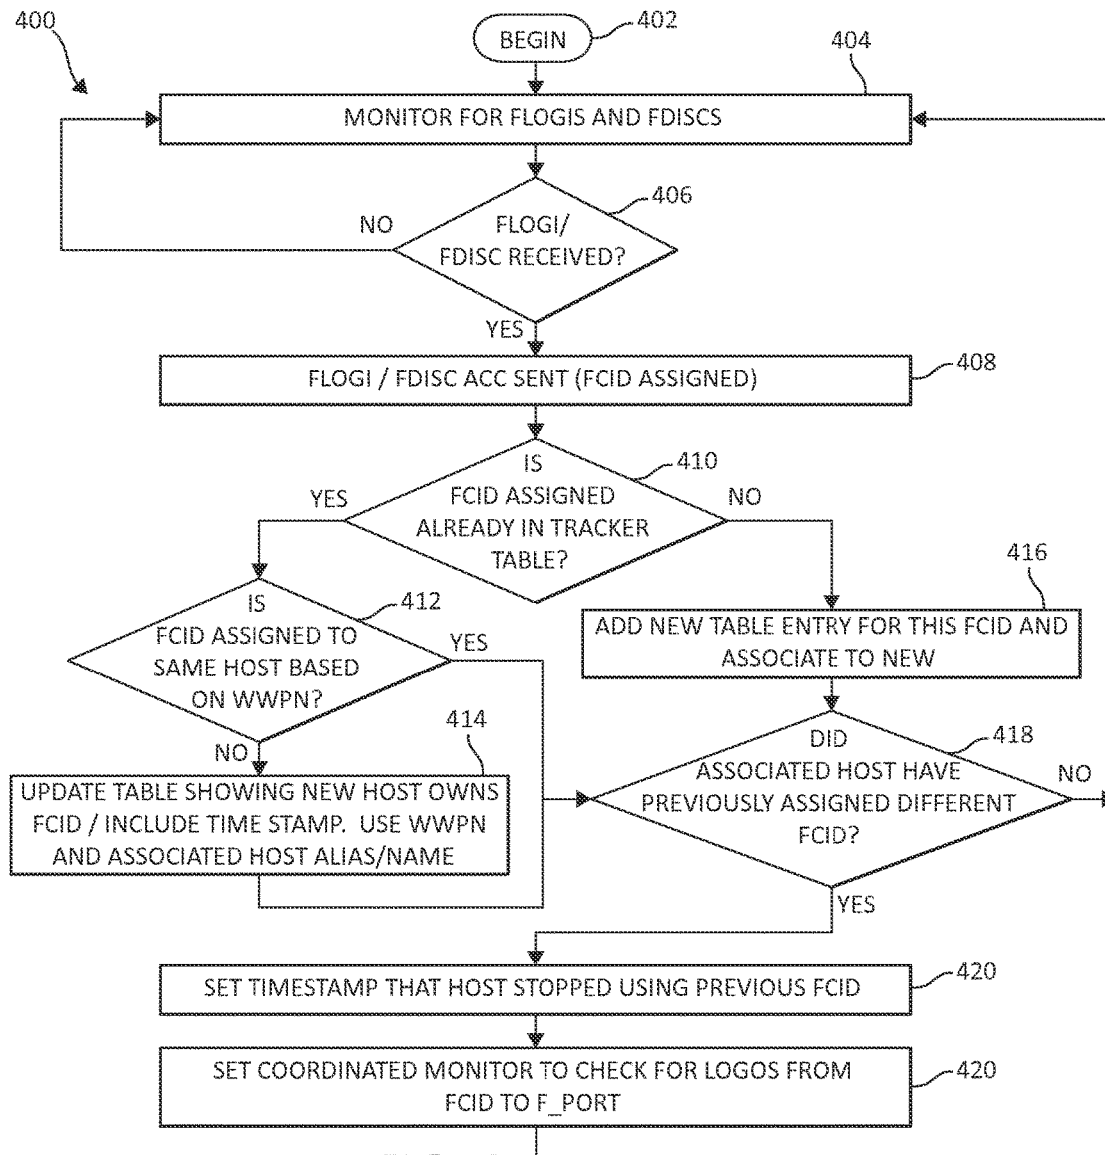 400
BEGIN
402
404
MONITOR FOR FLOGIS AND FDISCS
406
NO
FLOGI/
FDISC RECEIVED?
YES
FLOGI / FDISC ACC SENT (FCID ASSIGNED)
408
410
IS
FCID ASSIGNED
ALREADY IN TRACKER
TABLE?
YES
NO
412
IS
FCID ASSIGNED TO
SAME HOST BASED
ON WWPN?
YES
NO
414
UPDATE TABLE SHOWING NEW HOST OWNS
FCID / INCLUDE TIME STAMP. USE WWPN
AND ASSOCIATED HOST ALIAS/NAME
416
ADD NEW TABLE ENTRY FOR THIS FCID AND
ASSOCIATE TO NEW
418
DID
ASSOCIATED HOST HAVE
PREVIOUSLY ASSIGNED DIFFERENT
FCID?
NO
YES
SET TIMESTAMP THAT HOST STOPPED USING PREVIOUS FCID
420
SET COORDINATED MONITOR TO CHECK FOR LOGOS FROM
FCID TO F_PORT
420